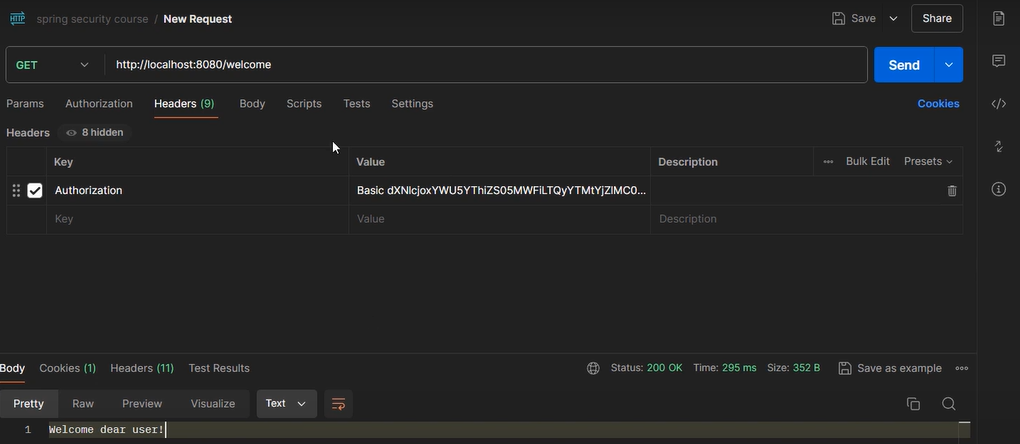 HTTP spring security course / New Request Save Share
GET http://localhost:8080/welcome Send
Params Authorization Headers (9) Body Scripts Tests Settings Cookies
Headers 8 hidden
Key Value Description Bulk Edit Presets
Authorization Basic dXNlcjoxYWU5YThiZS05MWFiLTQyYTMtYjZlMC0...
Key Value Description
Body Cookies (1) Headers (11) Test Results Status: 200 OK Time: 295 ms Size: 352 B Save as example
Pretty Raw Preview Visualize Text
1 Welcome dear user!